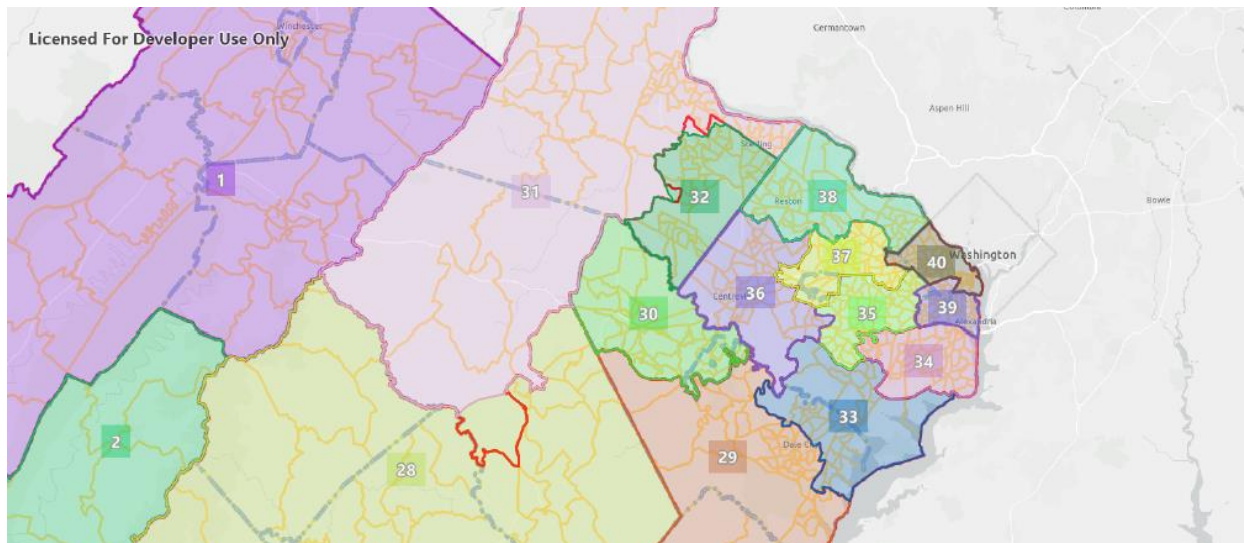 Winchester
Licensed For Developer Use Only
Germantown
Aspen Hill
Sterling
1
31
32
38
Reston
Bowie
37
40
Washington
36
35
39
30
Alexandria
34
33
2
28
29